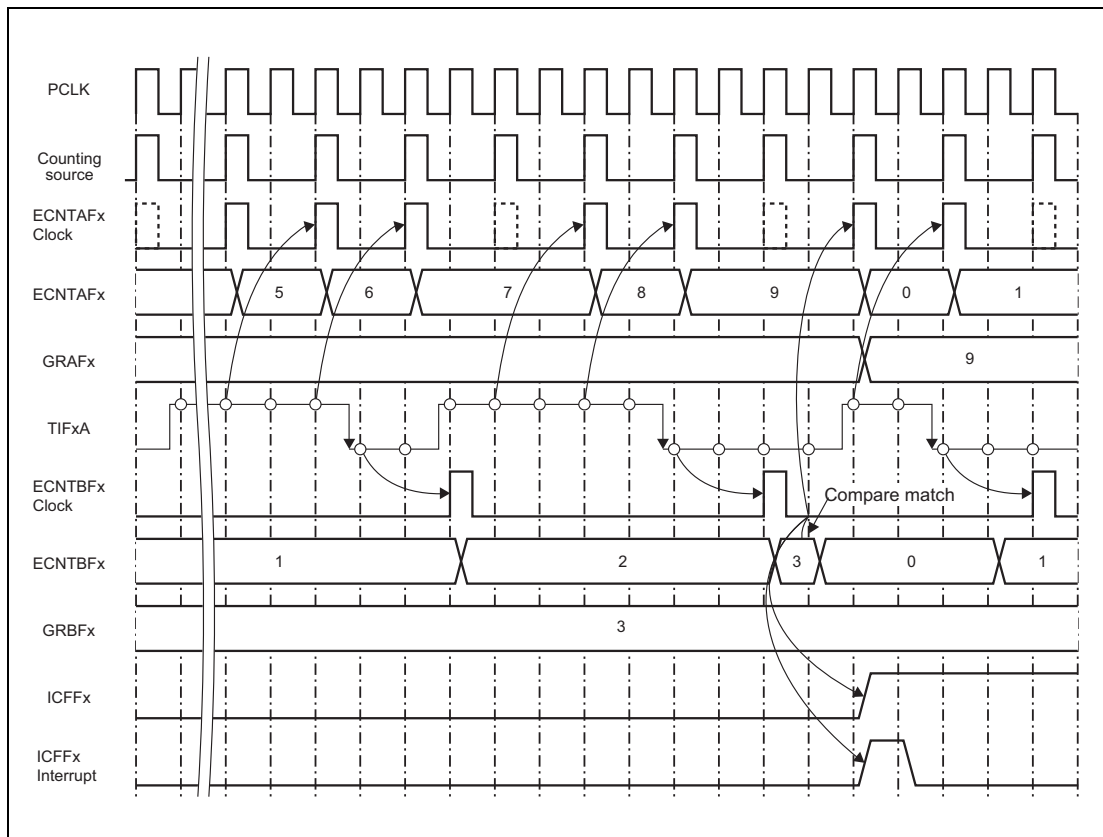 PCLK
Counting
source
ECNTAFx
Clock
ECNTAFx
5 6 7 8 9 0 1
GRAFx
9
TIFxA
ECNTBFx
Clock
Compare match
ECNTBFx
1 2 3 0 1
GRBFx
3
ICFFx
ICFFx
Interrupt